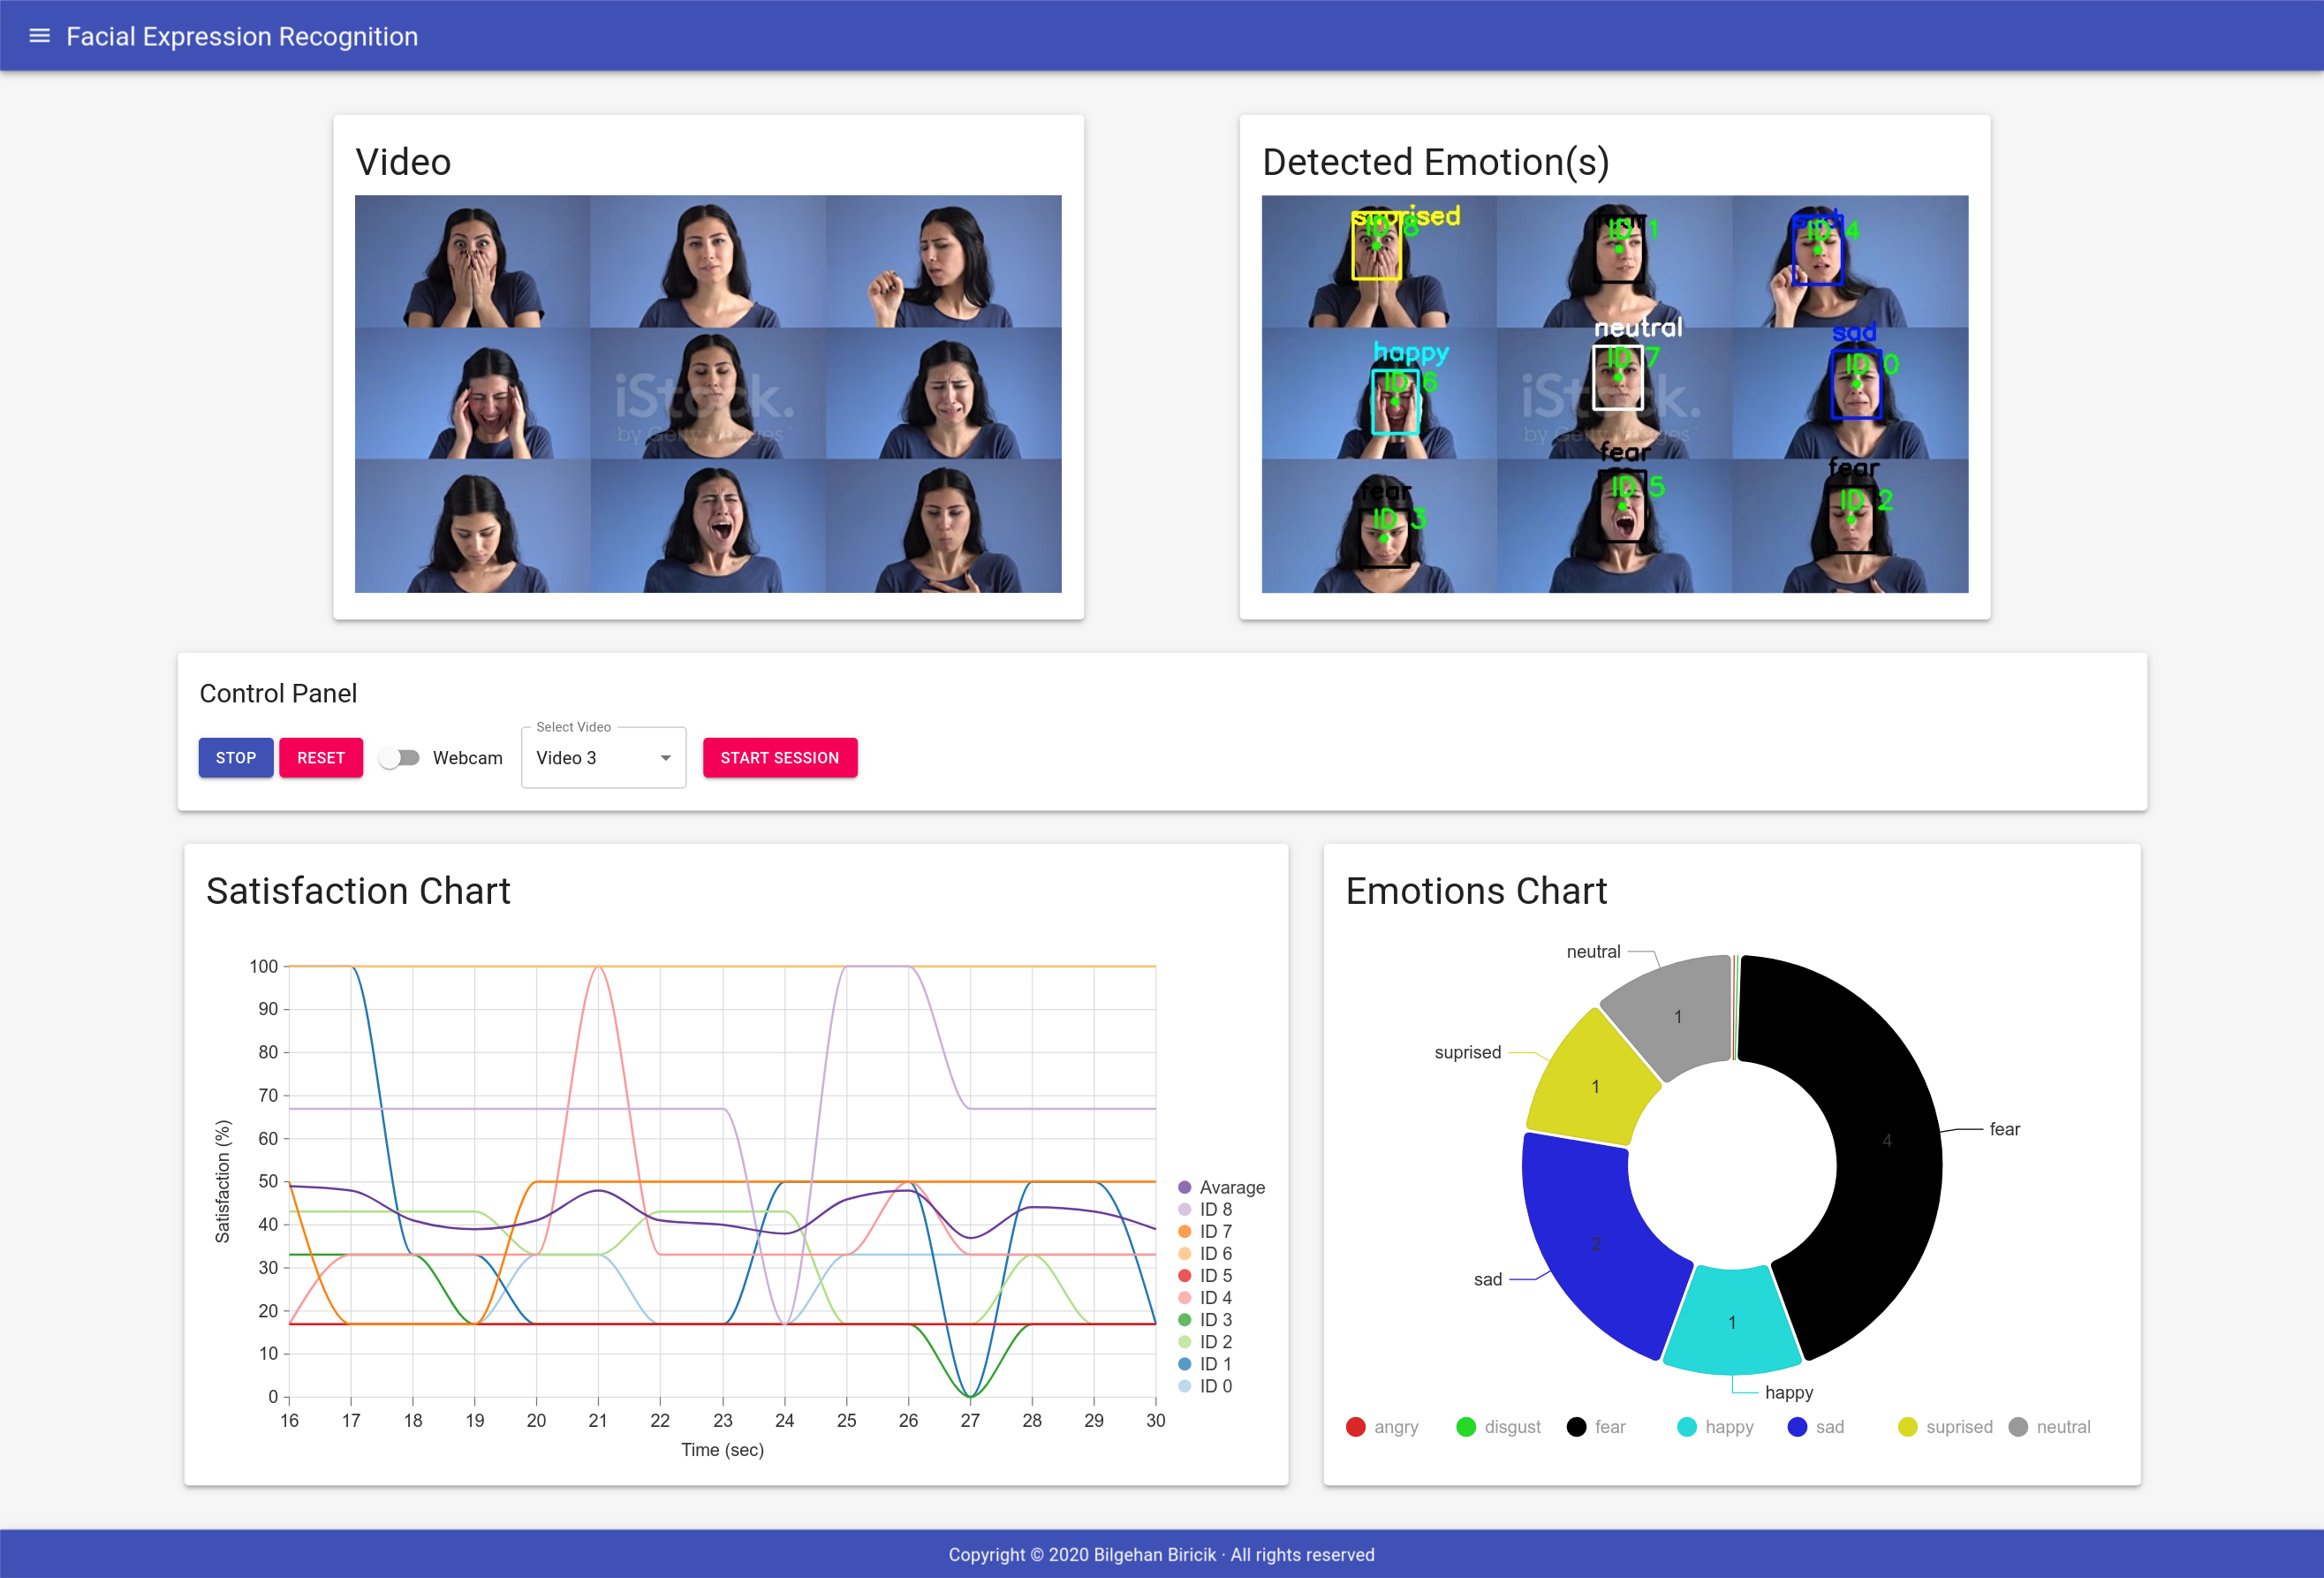 Facial Expression Recognition
Video
iStock.
by Getty Images
Detected Emotion(s)
suprised
ID 8
ID 1
ID 4
neutral
ID 7
sad
ID 0
happy
ID 6
iStock.
by Getty Images
fear
ID 5
fear
ID 2
fear
ID 3
Control Panel
STOP
RESET
Webcam
Select Video
Video 3
START SESSION
Satisfaction Chart
100
90
80
70
60
50
40
30
20
10
0
Satisfaction (%)
16 17 18 19 20 21 22 23 24 25 26 27 28 29 30
Time (sec)
Avarage
ID 8
ID 7
ID 6
ID 5
ID 4
ID 3
ID 2
ID 1
ID 0
Emotions Chart
neutral
1
suprised
1
fear
4
sad
2
happy
1
angry disgust fear happy sad suprised neutral
Copyright © 2020 Bilgehan Biricik · All rights reserved